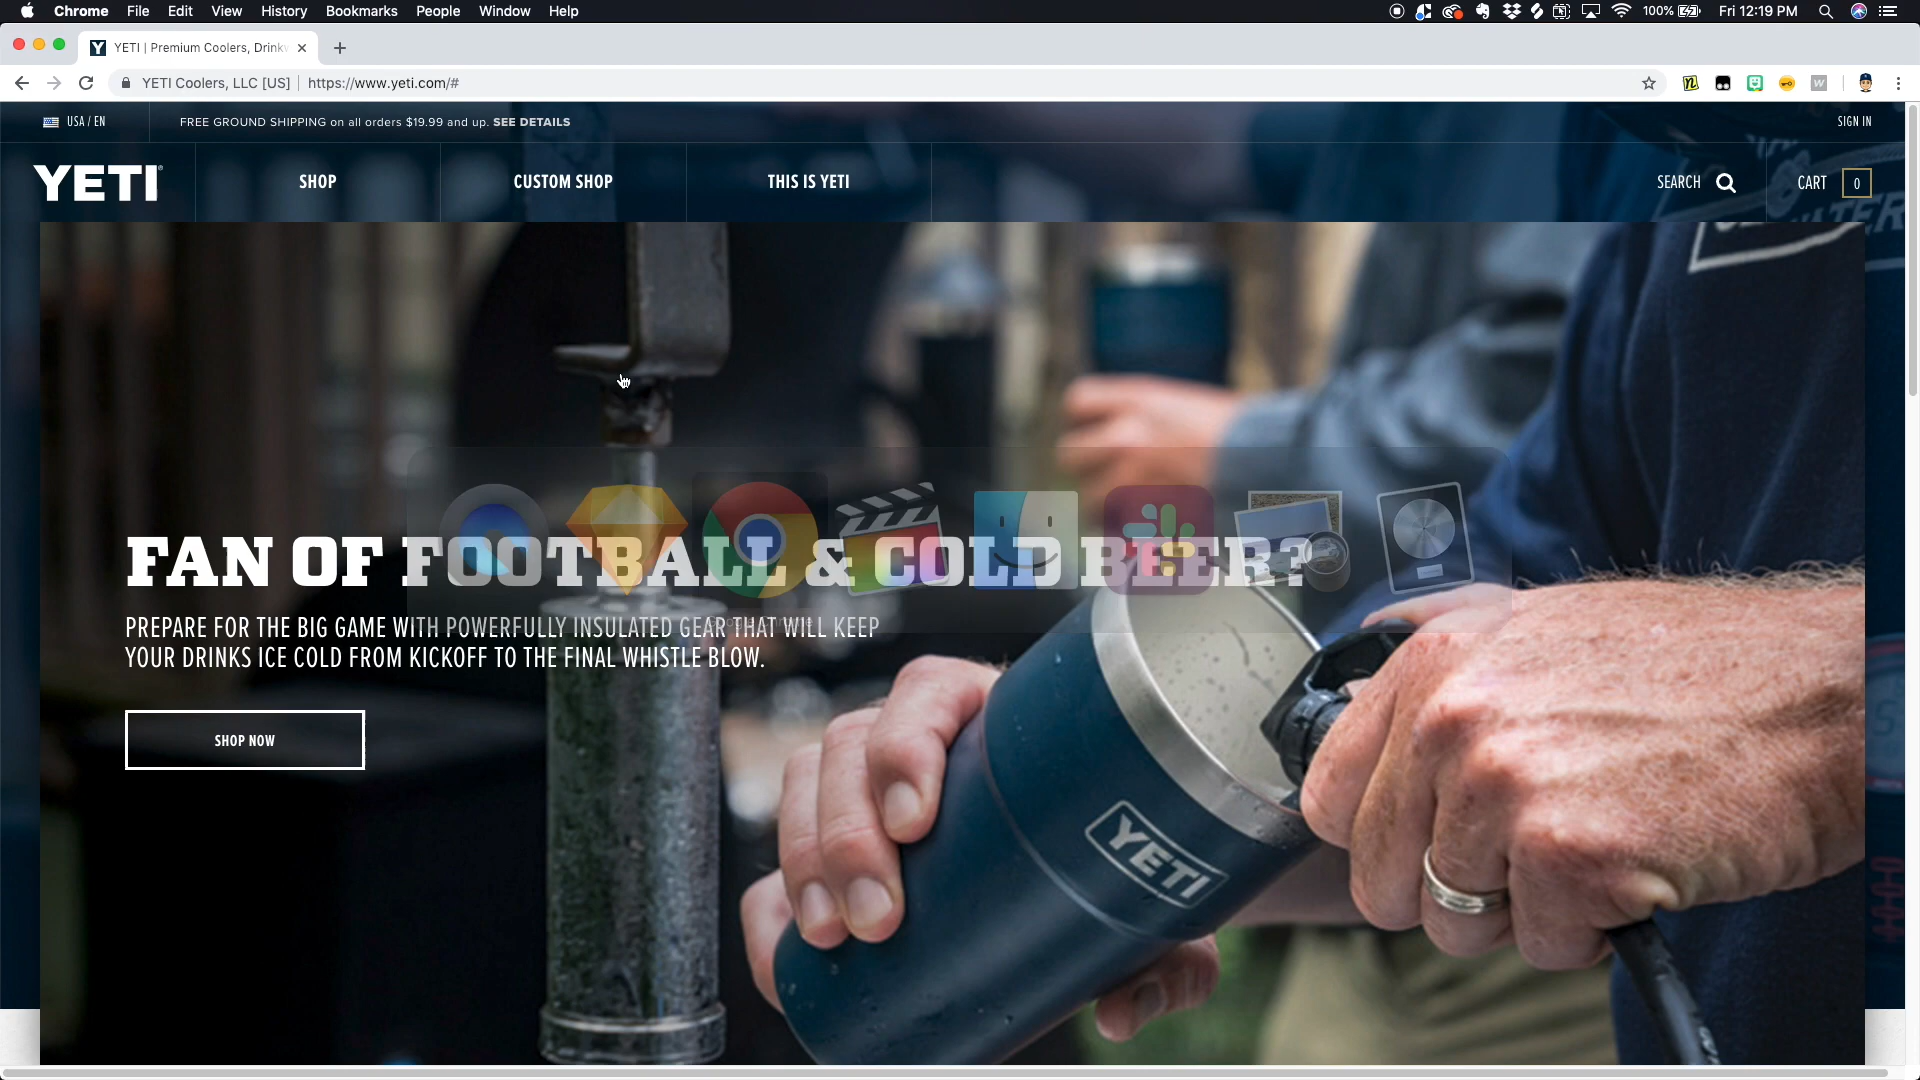 Chrome File Edit View History Bookmarks People Window Help
100% Fri 12:19 PM
YETI | Premium Coolers, Drinkw
YETI Coolers, LLC [US] https://www.yeti.com/#
USA / EN
FREE GROUND SHIPPING on all orders $19.99 and up. SEE DETAILS
SIGN IN
YETI
SHOP
CUSTOM SHOP
THIS IS YETI
SEARCH
CART 0
FAN OF FOOTBALL & COLD BEER?
PREPARE FOR THE BIG GAME WITH POWERFULLY INSULATED GEAR THAT WILL KEEP
YOUR DRINKS ICE COLD FROM KICKOFF TO THE FINAL WHISTLE BLOW.
SHOP NOW
YETI